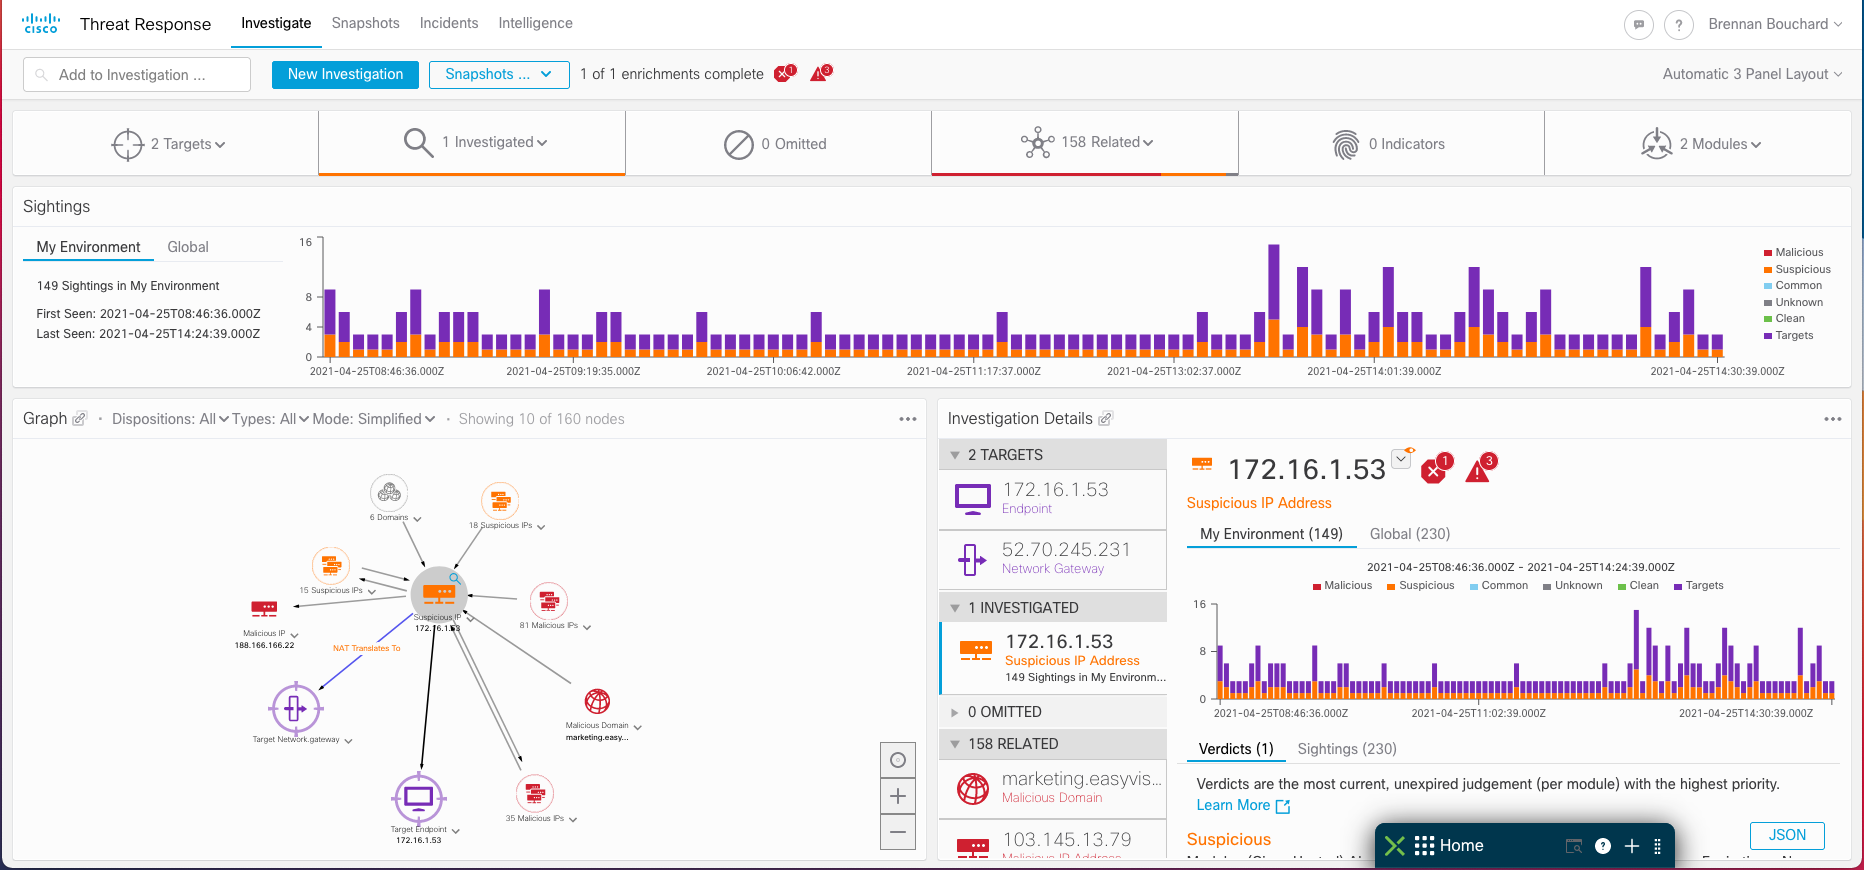 CISCO
Threat Response
Investigate
Snapshots
Incidents
Intelligence
?
Brennan Bouchard
Add to Investigation ...
New Investigation
Snapshots ...
1 of 1 enrichments complete
1
3
Automatic 3 Panel Layout
2 Targets
1 Investigated
0 Omitted
158 Related
0 Indicators
2 Modules
Sightings
My Environment
Global
149 Sightings in My Environment
First Seen: 2021-04-25T08:46:36.000Z
Last Seen: 2021-04-25T14:24:39.000Z
16
8
4
0
2021-04-25T08:46:36.000Z
2021-04-25T09:19:35.000Z
2021-04-25T10:06:42.000Z
2021-04-25T11:17:37.000Z
2021-04-25T13:02:37.000Z
2021-04-25T14:01:39.000Z
2021-04-25T14:30:39.000Z
Malicious
Suspicious
Common
Unknown
Clean
Targets
Graph
· Dispositions: All Types: All Mode: Simplified · Showing 10 of 160 nodes
6 Domains
18 Suspicious IPs
15 Suspicious IPs
Suspicious IP
172.16.1.53
81 Malicious IPs
Malicious IP
188.166.166.22
NAT Translates To
Target Network.gateway
Malicious Domain
marketing.easy...
Target Endpoint
172.16.1.53
35 Malicious IPs
Investigation Details
2 TARGETS
172.16.1.53
Endpoint
52.70.245.231
Network Gateway
1 INVESTIGATED
172.16.1.53
Suspicious IP Address
149 Sightings in My Environm...
0 OMITTED
158 RELATED
marketing.easyvis...
Malicious Domain
103.145.13.79
Malicious IP Address
172.16.1.53
1
3
Suspicious IP Address
My Environment (149)
Global (230)
2021-04-25T08:46:36.000Z - 2021-04-25T14:24:39.000Z
Malicious
Suspicious
Common
Unknown
Clean
Targets
16
8
0
2021-04-25T08:46:36.000Z
2021-04-25T11:02:39.000Z
2021-04-25T14:30:39.000Z
Verdicts (1)
Sightings (230)
Verdicts are the most current, unexpired judgement (per module) with the highest priority.
Learn More
Suspicious
JSON
Home
?